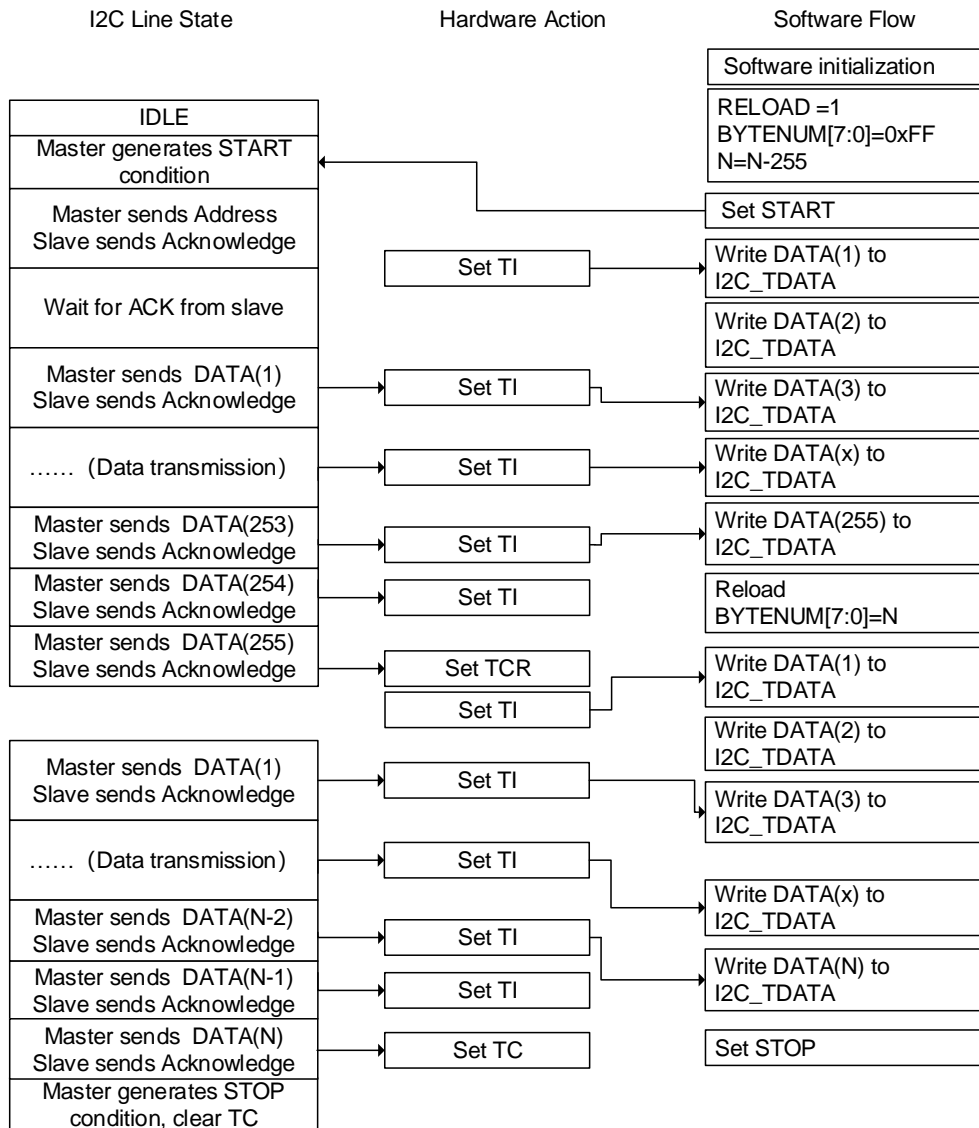 I2C Line State
Hardware Action
Software Flow
Software initialization
IDLE
RELOAD =1
BYTENUM[7:0]=0xFF
N=N-255
Master generates START
condition
Set START
Master sends Address
Slave sends Acknowledge
Set TI
Write DATA(1) to
I2C_TDATA
Wait for ACK from slave
Write DATA(2) to
I2C_TDATA
Master sends DATA(1)
Slave sends Acknowledge
Set TI
Write DATA(3) to
I2C_TDATA
...... (Data transmission)
Set TI
Write DATA(x) to
I2C_TDATA
Master sends DATA(253)
Slave sends Acknowledge
Set TI
Write DATA(255) to
I2C_TDATA
Master sends DATA(254)
Slave sends Acknowledge
Set TI
Reload
BYTENUM[7:0]=N
Master sends DATA(255)
Slave sends Acknowledge
Set TCR
Set TI
Write DATA(1) to
I2C_TDATA
Write DATA(2) to
I2C_TDATA
Master sends DATA(1)
Slave sends Acknowledge
Set TI
Write DATA(3) to
I2C_TDATA
...... (Data transmission)
Set TI
Write DATA(x) to
I2C_TDATA
Master sends DATA(N-2)
Slave sends Acknowledge
Set TI
Write DATA(N) to
I2C_TDATA
Master sends DATA(N-1)
Slave sends Acknowledge
Set TI
Master sends DATA(N)
Slave sends Acknowledge
Set TC
Set STOP
Master generates STOP
condition, clear TC